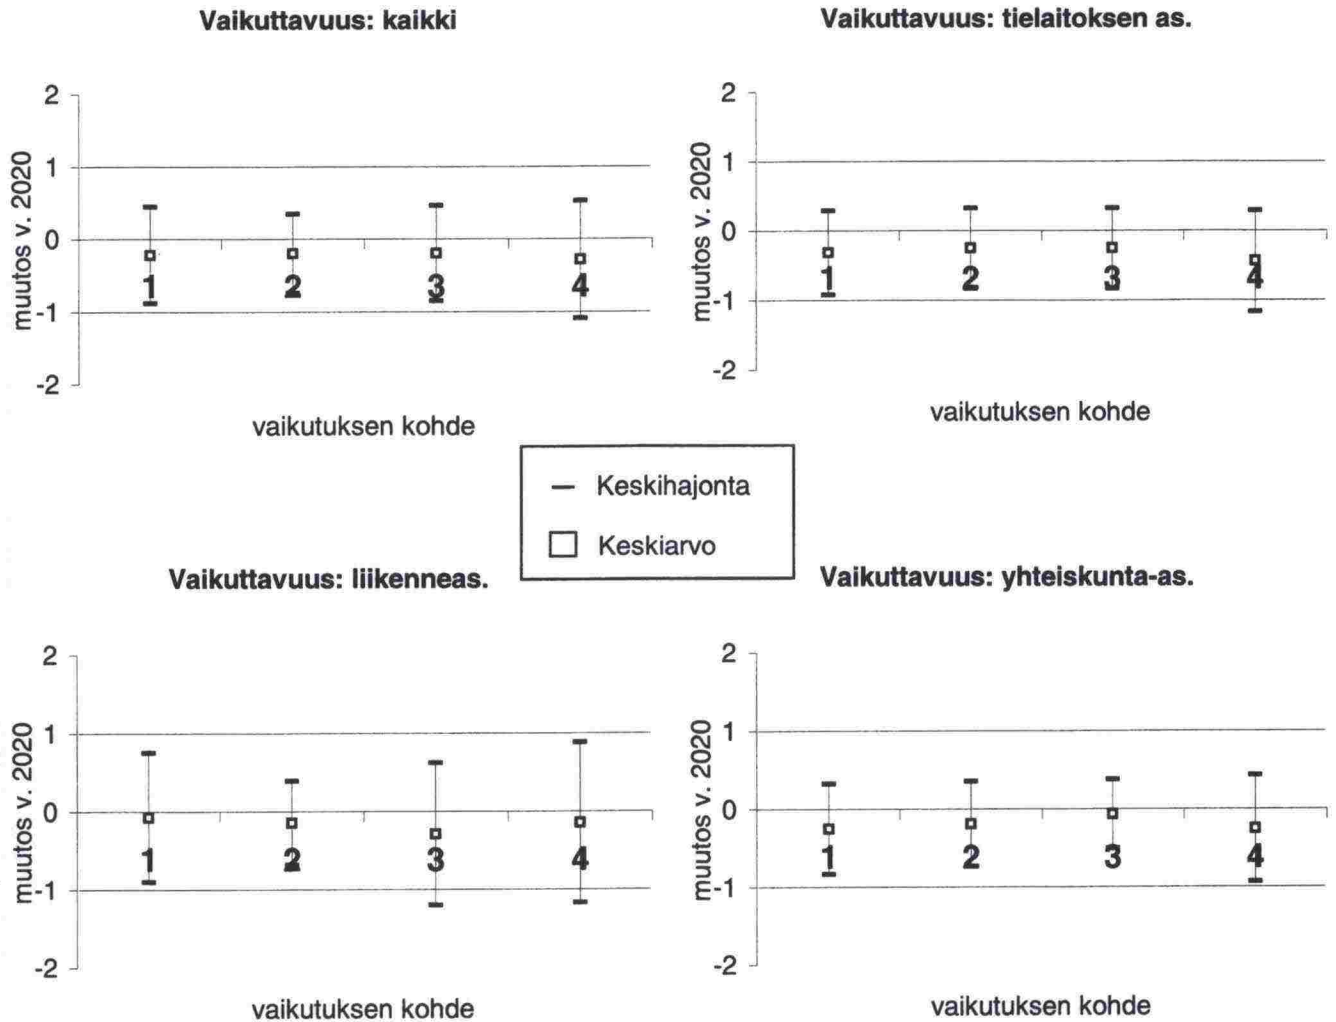 Vaikuttavuus: kaikki
2
1
0
-1
-2
muutos v. 2020
1 2 3 4
vaikutuksen kohde
Vaikuttavuus: tielaitoksen as.
2
1
0
-1
-2
muutos v. 2020
1 2 3 4
vaikutuksen kohde
Keskihajonta
Keskiarvo
Vaikuttavuus: liikenneas.
2
1
0
-1
-2
muutos v. 2020
1 2 3 4
vaikutuksen kohde
Vaikuttavuus: yhteiskunta-as.
2
1
0
-1
-2
muutos v. 2020
1 2 3 4
vaikutuksen kohde